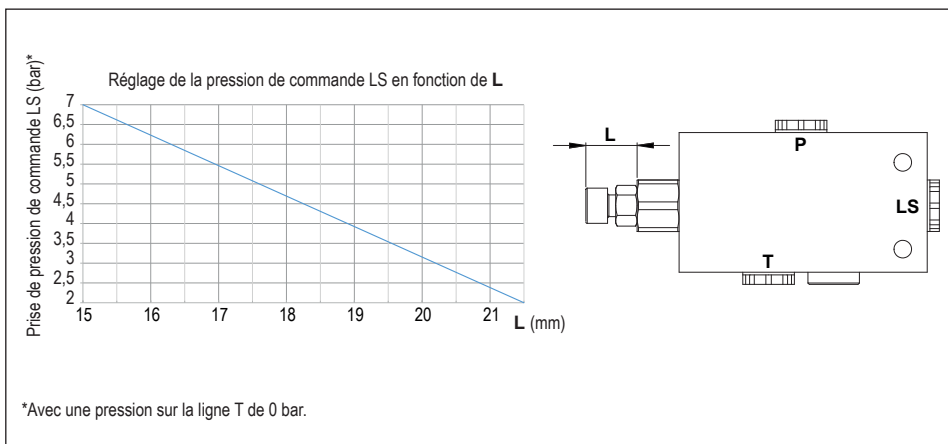 Réglage de la pression de commande LS en fonction de L
Prise de pression de commande LS (bar)*
7
6,5
6
5,5
5
4,5
4
3,5
3
2,5
2
15 16 17 18 19 20 21 L (mm)
L
P
LS
T
*Avec une pression sur la ligne T de 0 bar.